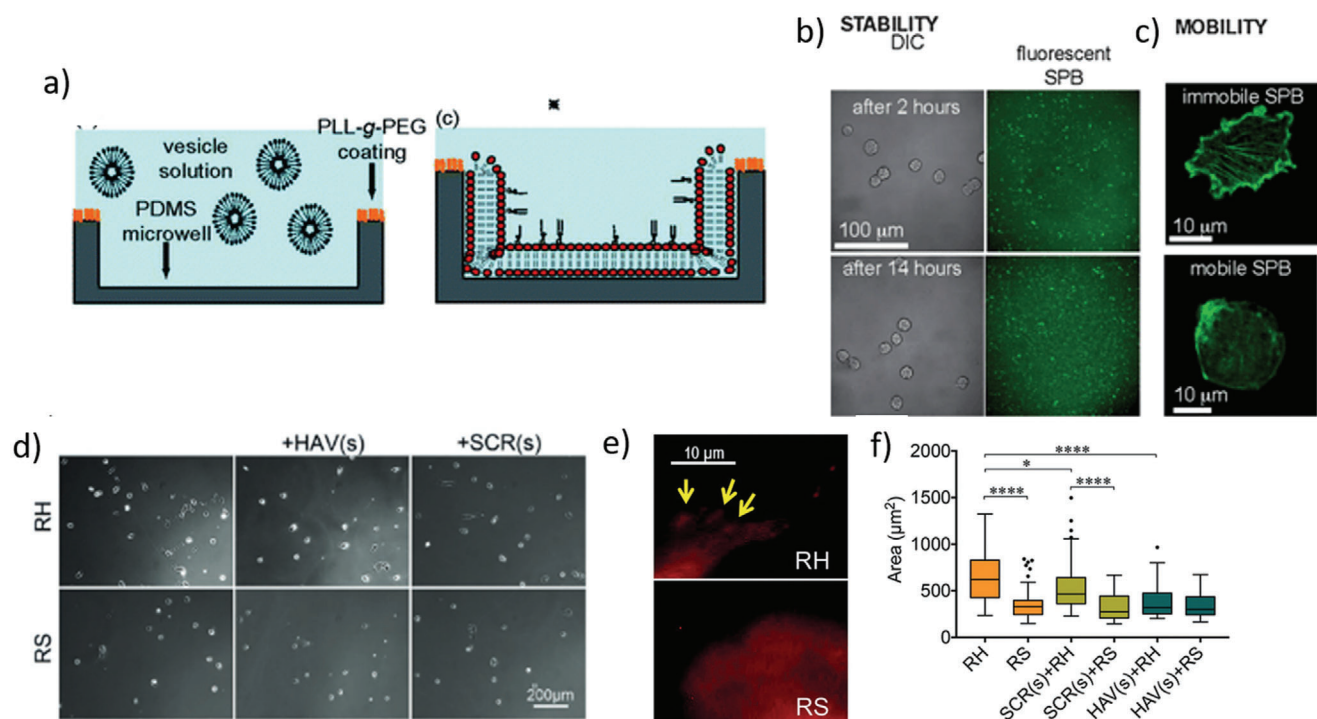 a)
vesicle
solution
PDMS
microwell
PLL-g-PEG
coating
(c)
b) STABILITY
DIC
fluorescent
SPB
after 2 hours
100 µm
after 14 hours
c) MOBILITY
immobile SPB
10 µm
mobile SPB
10 µm
d)
+HAV(s)
+SCR(s)
RH
RS
200µm
e)
10 µm
RH
RS
f)
Area (µm²)
2000
1500
1000
500
0
****
*
****
****
RH
RS
SCR(s)+RH
SCR(s)+RS
HAV(s)+RH
HAV(s)+RS